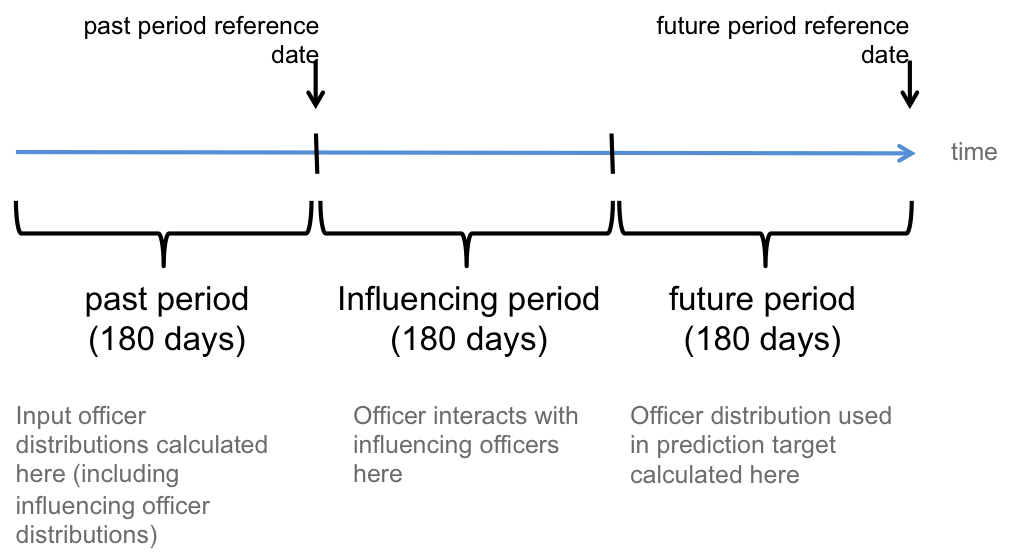 past period reference
date
future period reference
date
time
past period
(180 days)
Influencing period
(180 days)
future period
(180 days)
Input officer
distributions calculated
here (including
influencing officer
distributions)
Officer interacts with
influencing officers
here
Officer distribution used
in prediction target
calculated here